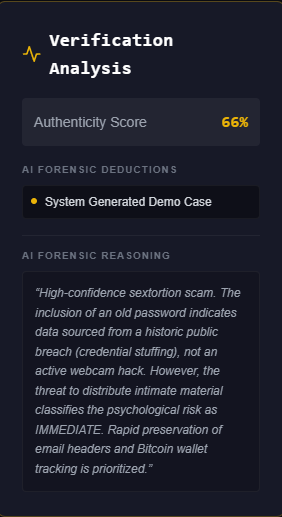 Verification
Analysis
Authenticity Score 66%
AI FORENSIC DEDUCTIONS
System Generated Demo Case
AI FORENSIC REASONING
“High-confidence sextortion scam. The
inclusion of an old password indicates
data sourced from a historic public
breach (credential stuffing), not an
active webcam hack. However, the
threat to distribute intimate material
classifies the psychological risk as
IMMEDIATE. Rapid preservation of
email headers and Bitcoin wallet
tracking is prioritized.”